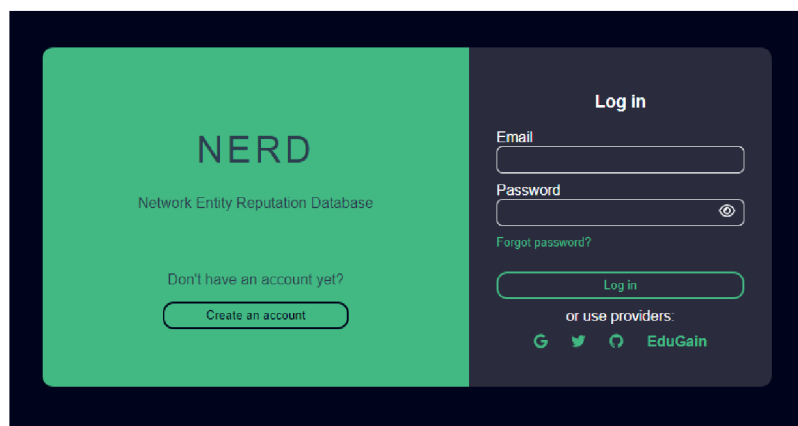 NERD
Network Entity Reputation Database
Don't have an account yet?
Create an account
Log in
Email
Password
Forgot password?
Log in
or use providers:
EduGain